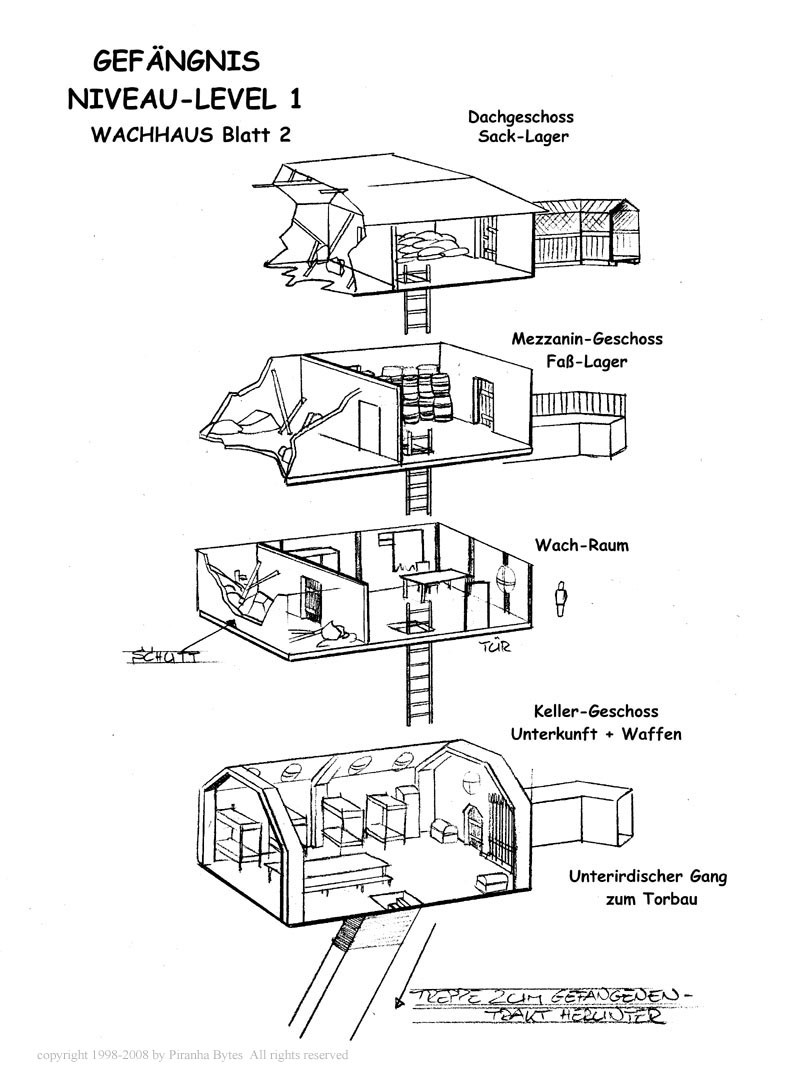 GEFÄNGNIS
NIVEAU-LEVEL 1
WACHHAUS Blatt 2
Dachgeschoss
Sack-Lager
Mezzanin-Geschoss
Faß-Lager
Wach-Raum
SCHUTT
TÜR
Keller-Geschoss
Unterkunft + Waffen
Unterirdischer Gang
zum Torbau
TREPPE ZUM GEFANGENEN-
TRAKT HERUNTER
copyright 1998-2008 by Piranha Bytes All rights reserved